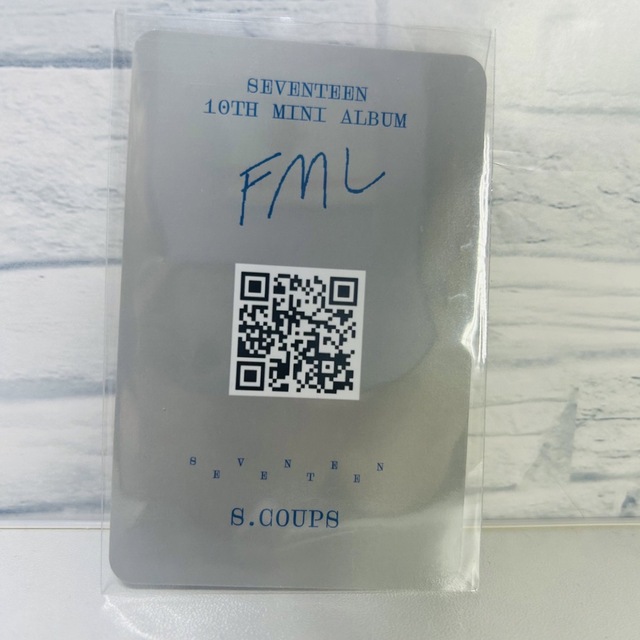 SEVENTEEN
10TH MINI ALBUM
FML
S V N E N
E E T E
S.COUPS